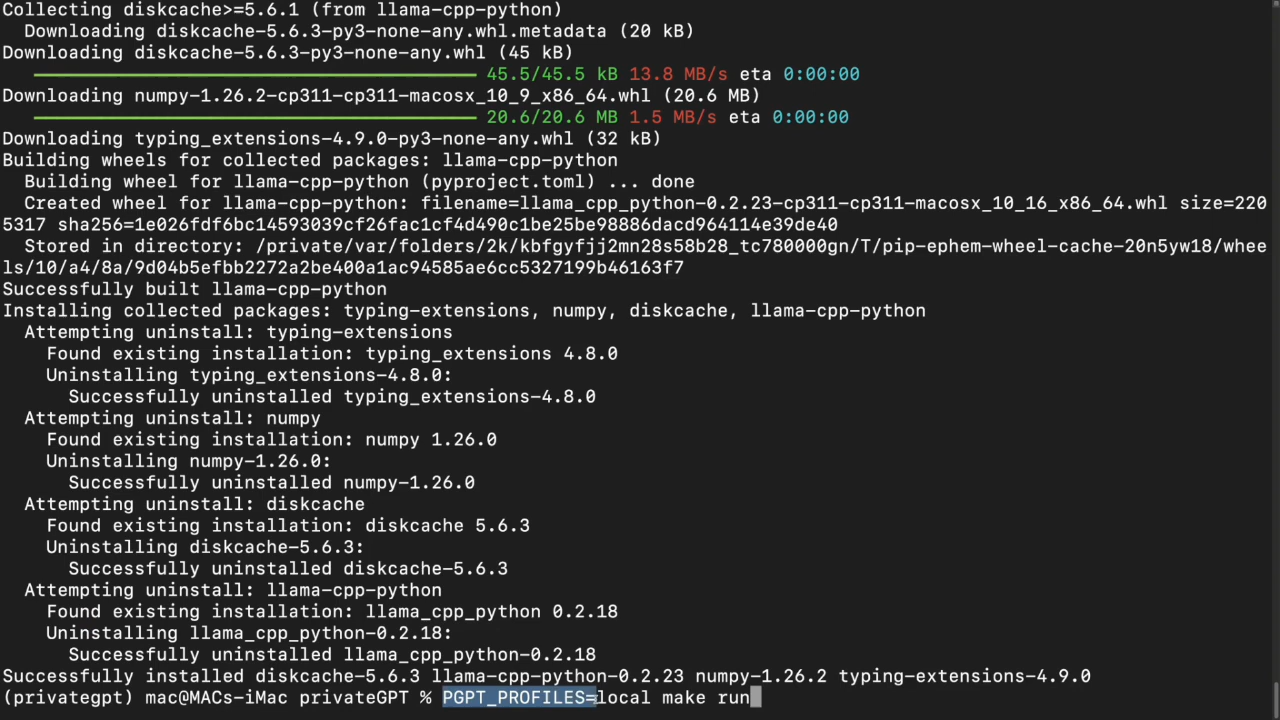 Collecting diskcache>=5.6.1 (from llama-cpp-python)
  Downloading diskcache-5.6.3-py3-none-any.whl.metadata (20 kB)
Downloading diskcache-5.6.3-py3-none-any.whl (45 kB)
45.5/45.5 kB 13.8 MB/s eta 0:00:00
Downloading numpy-1.26.2-cp311-cp311-macosx_10_9_x86_64.whl (20.6 MB)
20.6/20.6 MB 1.5 MB/s eta 0:00:00
Downloading typing_extensions-4.9.0-py3-none-any.whl (32 kB)
Building wheels for collected packages: llama-cpp-python
  Building wheel for llama-cpp-python (pyproject.toml) ... done
  Created wheel for llama-cpp-python: filename=llama_cpp_python-0.2.23-cp311-cp311-macosx_10_16_x86_64.whl size=220
5317 sha256=1e026fdf6bc14593039cf26fac1cf4d490c1be25be98886dacd964114e39de40
  Stored in directory: /private/var/folders/2k/kbfgyfjj2mn28s58b28_tc780000gn/T/pip-ephem-wheel-cache-20n5yw18/whee
ls/10/a4/8a/9d04b5efbb2272a2be400a1ac94585ae6cc5327199b46163f7
Successfully built llama-cpp-python
Installing collected packages: typing-extensions, numpy, diskcache, llama-cpp-python
  Attempting uninstall: typing-extensions
    Found existing installation: typing_extensions 4.8.0
    Uninstalling typing_extensions-4.8.0:
      Successfully uninstalled typing_extensions-4.8.0
  Attempting uninstall: numpy
    Found existing installation: numpy 1.26.0
    Uninstalling numpy-1.26.0:
      Successfully uninstalled numpy-1.26.0
  Attempting uninstall: diskcache
    Found existing installation: diskcache 5.6.3
    Uninstalling diskcache-5.6.3:
      Successfully uninstalled diskcache-5.6.3
  Attempting uninstall: llama-cpp-python
    Found existing installation: llama_cpp_python 0.2.18
    Uninstalling llama_cpp_python-0.2.18:
      Successfully uninstalled llama_cpp_python-0.2.18
Successfully installed diskcache-5.6.3 llama-cpp-python-0.2.23 numpy-1.26.2 typing-extensions-4.9.0
(privategpt) mac@MACs-iMac privateGPT % PGPT_PROFILES=local make run